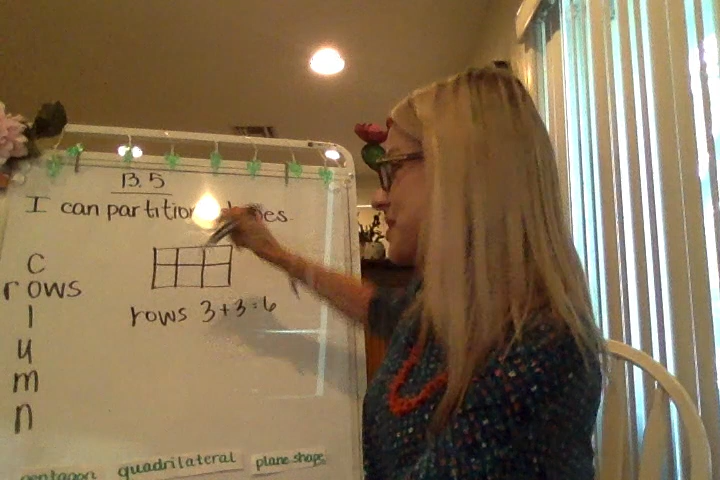 13.5
I can partition
c
rows
l
u
m
n
rows 3+3=6
pentagon quadrilateral plane shape